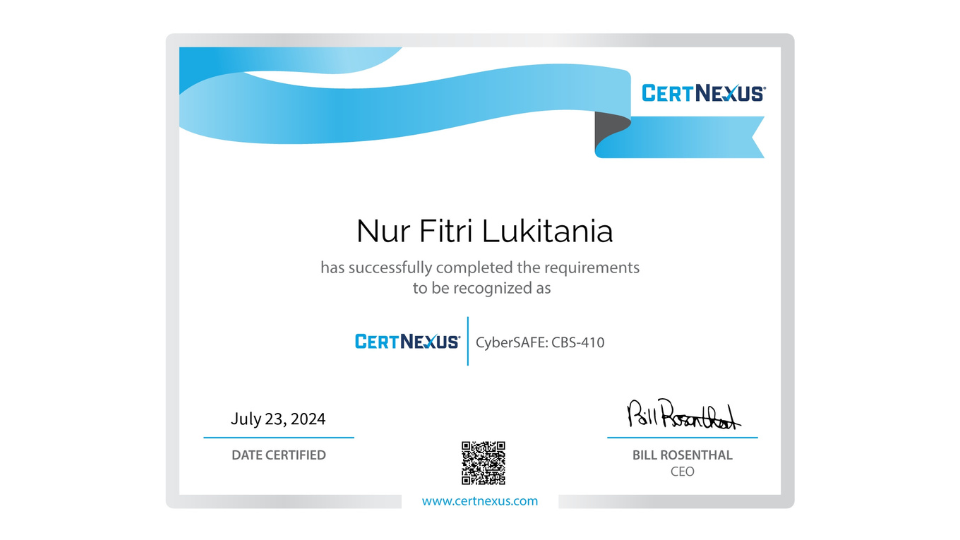 CERTNEXUS®
Nur Fitri Lukitania
has successfully completed the requirements
to be recognized as
CERTNEXUS® CyberSAFE: CBS-410
July 23, 2024
DATE CERTIFIED
Bill Rosenthal
BILL ROSENTHAL
CEO
www.certnexus.com